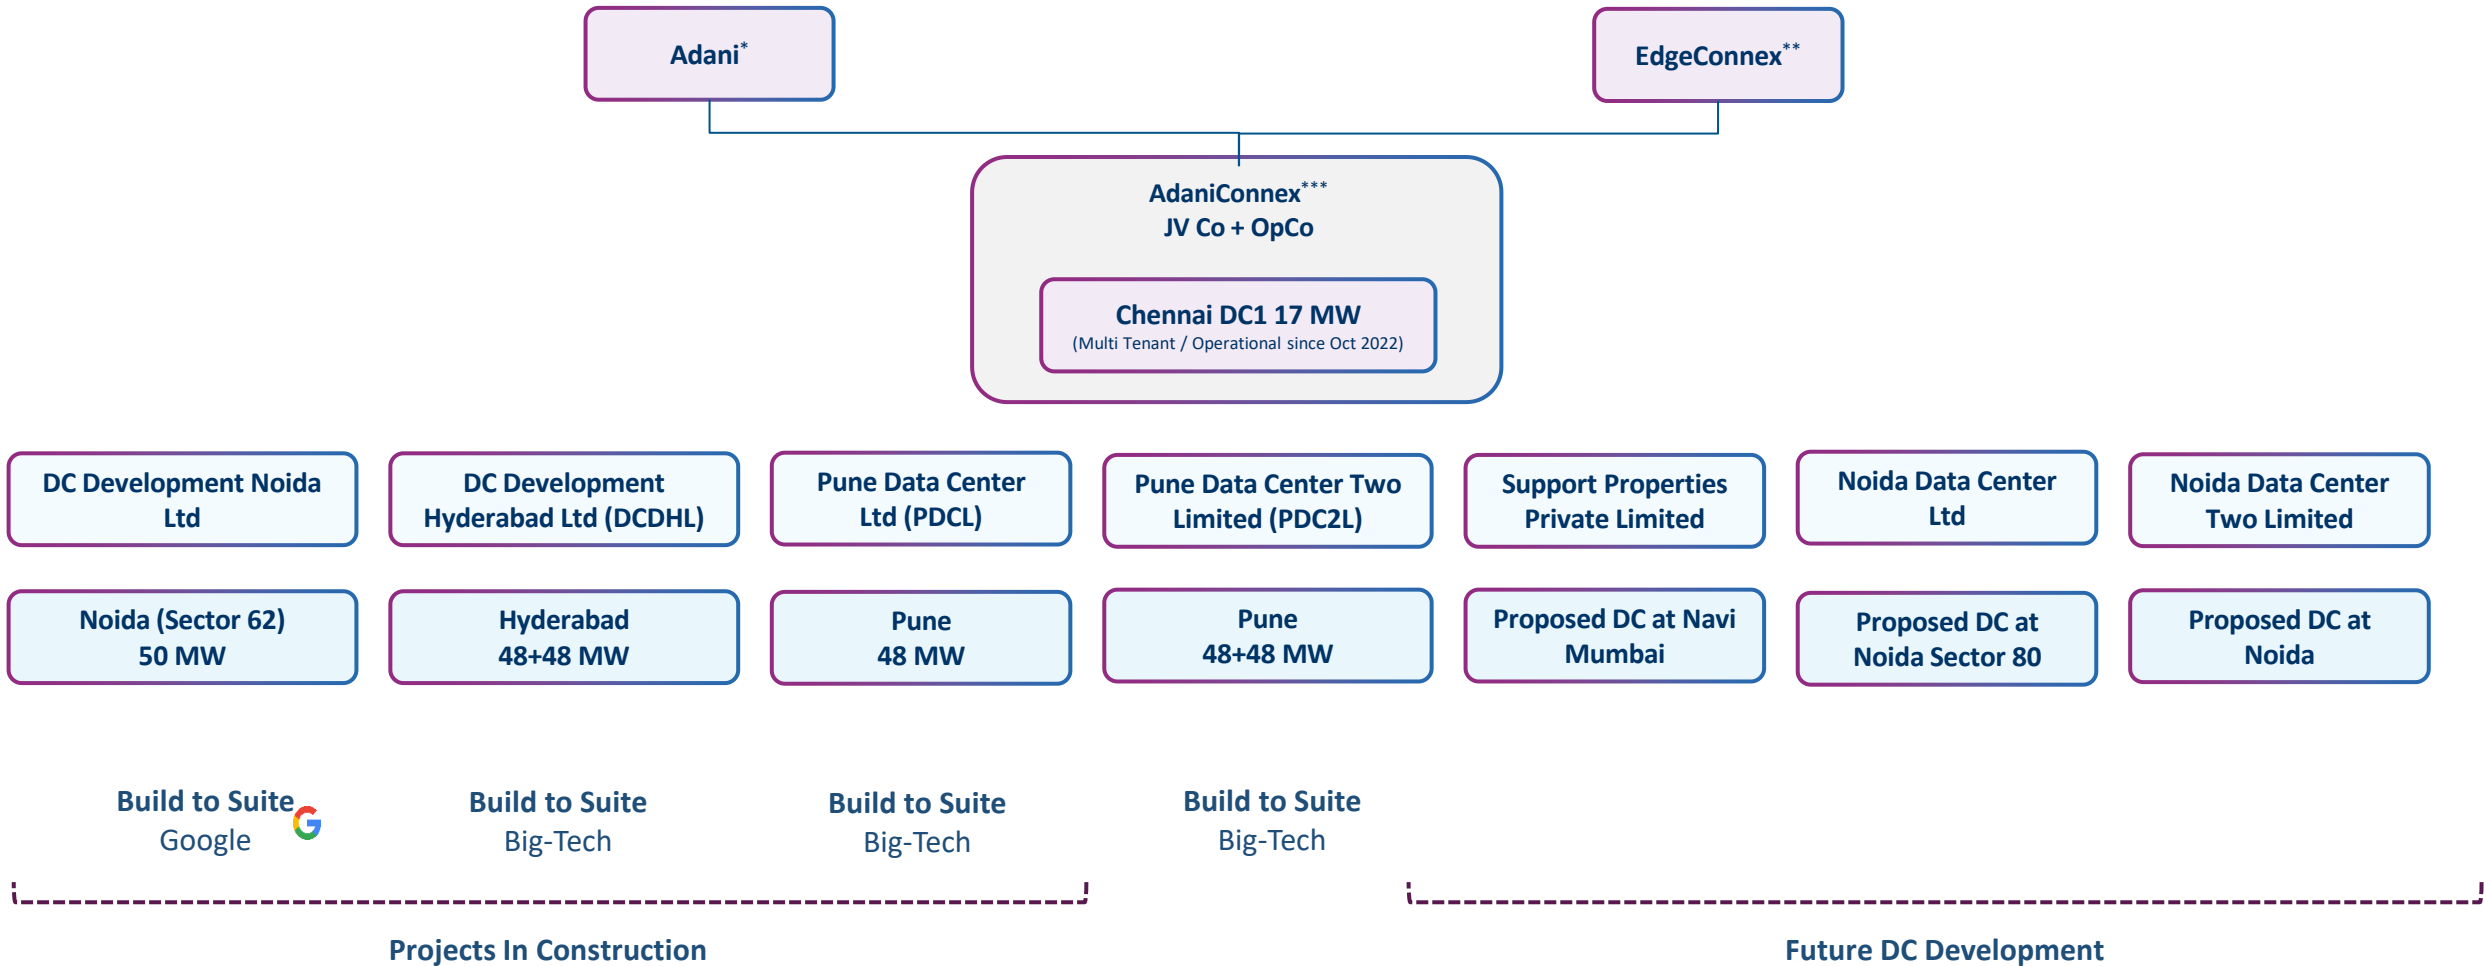 Adani*
EdgeConnex**
AdaniConnex***
JV Co + OpCo
Chennai DC1 17 MW
(Multi Tenant / Operational since Oct 2022)
DC Development Noida
Ltd
DC Development
Hyderabad Ltd (DCDHL)
Pune Data Center
Ltd (PDCL)
Pune Data Center Two
Limited (PDC2L)
Support Properties
Private Limited
Noida Data Center
Ltd
Noida Data Center
Two Limited
Noida (Sector 62)
50 MW
Hyderabad
48+48 MW
Pune
48 MW
Pune
48+48 MW
Proposed DC at Navi
Mumbai
Proposed DC at
Noida Sector 80
Proposed DC at
Noida
Build to Suite
Google
Build to Suite
Big-Tech
Build to Suite
Big-Tech
Build to Suite
Big-Tech
Projects In Construction
Future DC Development